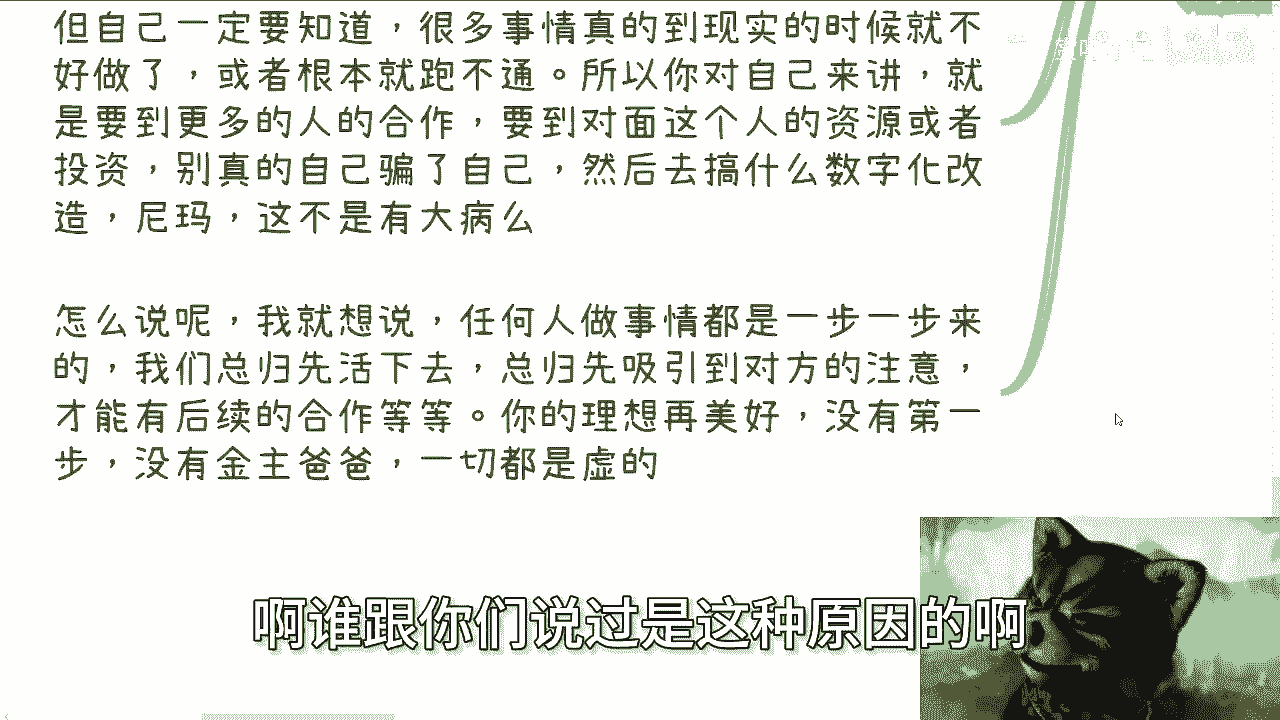 但自己一定要知道，很多事情真的到现实的时候就不
好做了，或者根本就跑不通。所以你对自己来讲，就
是要到更多的人的合作，要到对面这个人的资源或者
投资，别真的自己骗了自己，然后去搞什么数字化改
造，尼玛，这不是有大病么
怎么说呢，我就想说，任何人做事情都是一步一步来
的，我们总归先活下去，总归先吸引到对方的注意，
才能有后续的合作等等。你的理想再美好，没有第一
步，没有金主爸爸，一切都是虚的
啊谁跟你们说过是这种原因的啊